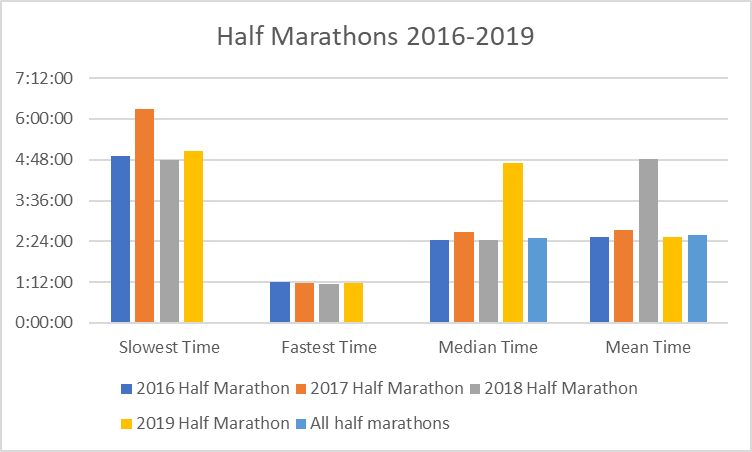 Half Marathons 2016-2019
7:12:00
6:00:00
4:48:00
3:36:00
2:24:00
1:12:00
0:00:00
Slowest Time
Fastest Time
Median Time
Mean Time
2016 Half Marathon
2017 Half Marathon
2018 Half Marathon
2019 Half Marathon
All half marathons